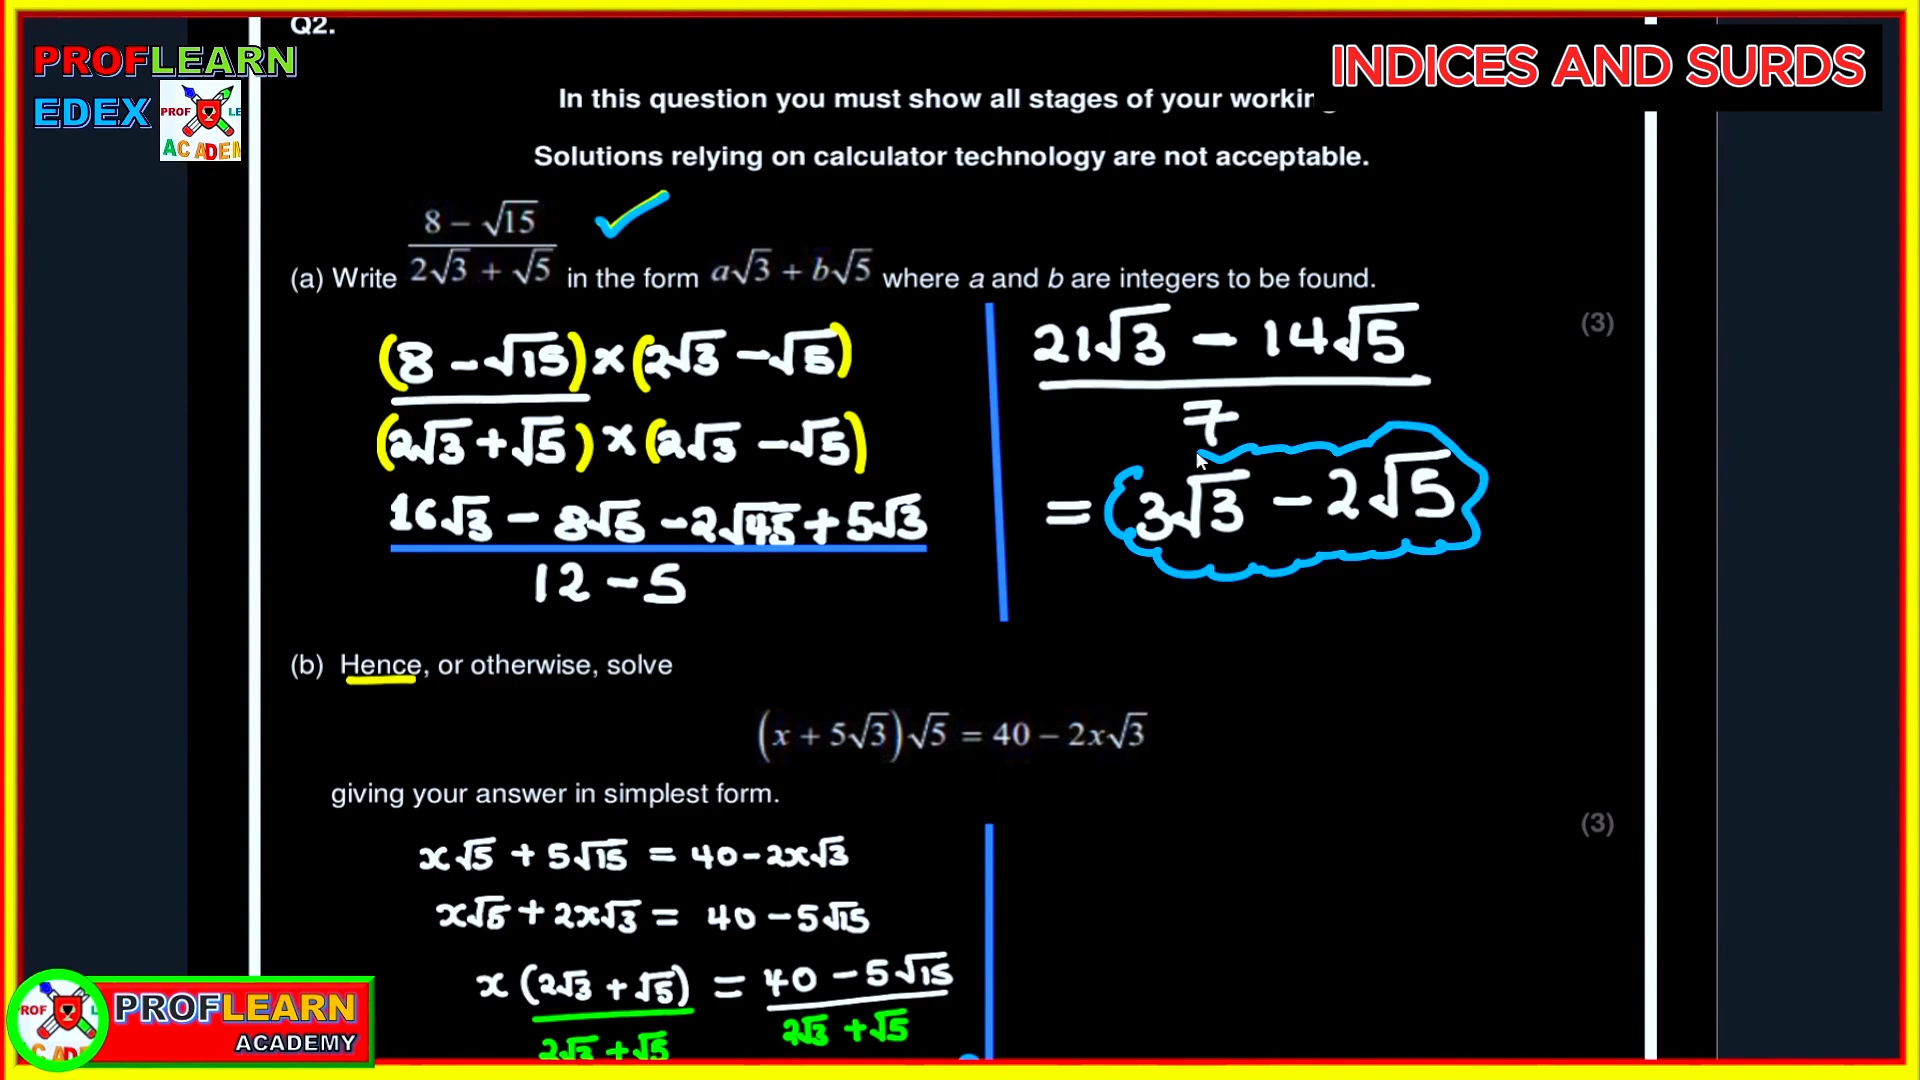 Q2.
PROFLEARN
EDEX
PROF LE
ACADEM
INDICES AND SURDS
In this question you must show all stages of your working
Solutions relying on calculator technology are not acceptable.
(a) Write (8 − √15)/(2√3 + √5) in the form a√3 + b√5 where a and b are integers to be found.
(3)
(8 − √15) × (2√3 − √5)
(2√3 + √5) × (2√3 − √5)
16√3 − 8√5 − 2√45 + 5√3
12 − 5
21√3 − 14√5
7
= 3√3 − 2√5
(b) Hence, or otherwise, solve
(x + 5√3)√5 = 40 − 2x√3
giving your answer in simplest form.
(3)
x√5 + 5√15 = 40 − 2x√3
x√5 + 2x√3 = 40 − 5√15
x (2√3 + √5) = 40 − 5√15
2√3 + √5 2√3 + √5
PROFLEARN
ACADEMY